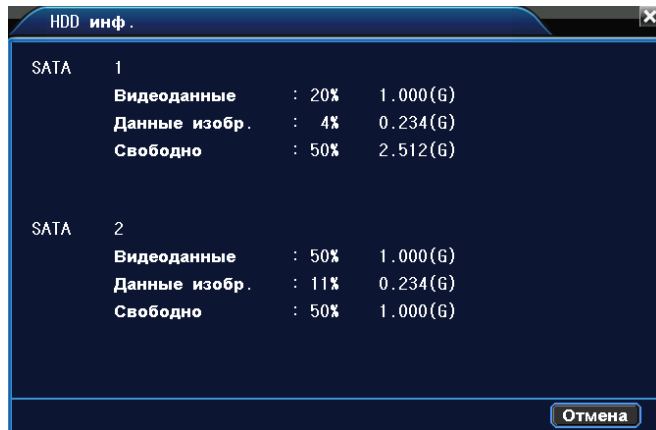 HDD инф.
SATA 1
Видеоданные : 20% 1.000(G)
Данные изобр. : 4% 0.234(G)
Свободно : 50% 2.512(G)
SATA 2
Видеоданные : 50% 1.000(G)
Данные изобр. : 11% 0.234(G)
Свободно : 50% 1.000(G)
Отмена